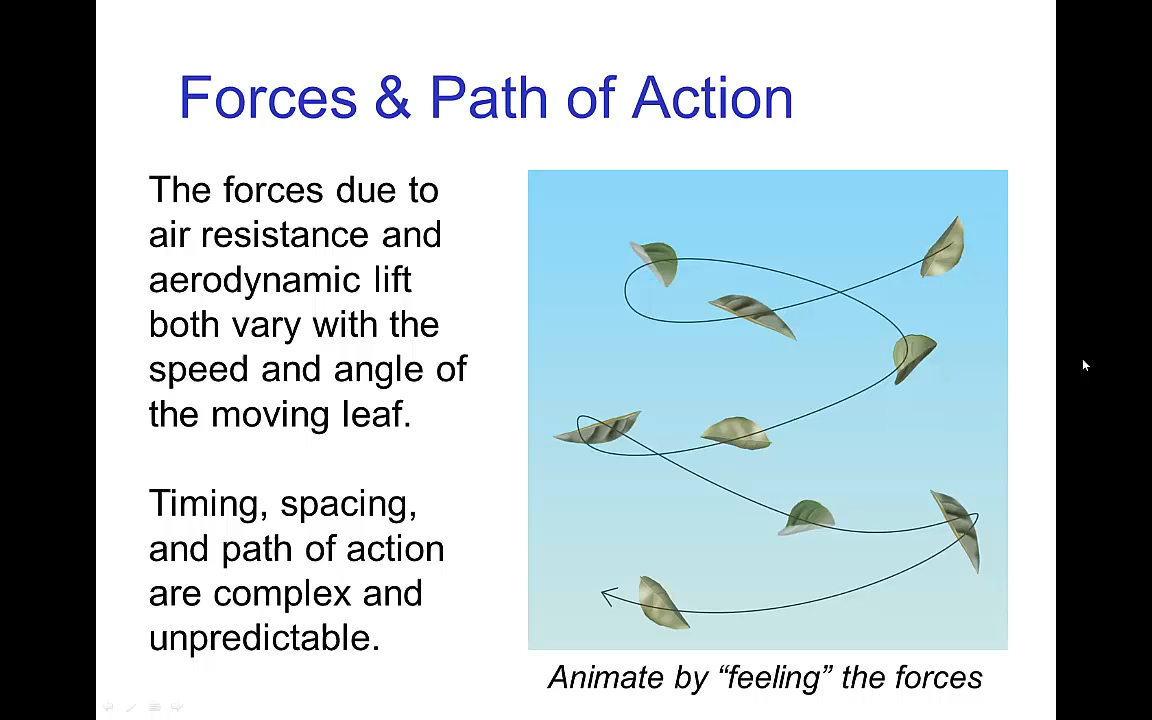 Forces & Path of Action
The forces due to
air resistance and
aerodynamic lift
both vary with the
speed and angle of
the moving leaf.
Timing, spacing,
and path of action
are complex and
unpredictable.
Animate by “feeling” the forces